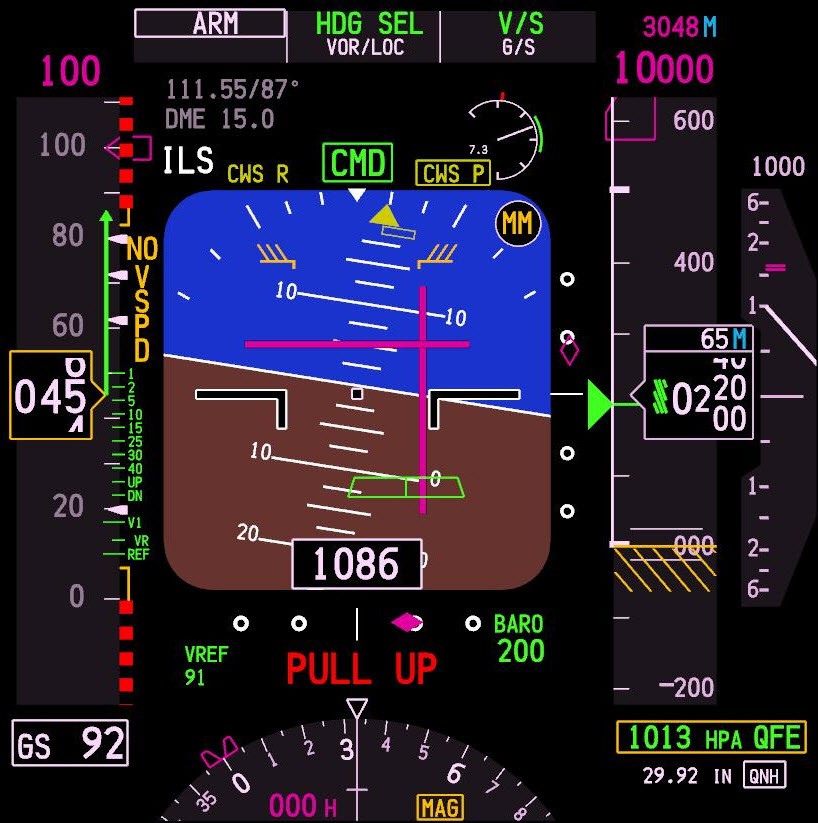 ARM HDG SEL V/S
VOR/LOC G/S
3048 M
100 10000
111.55/87°
DME 15.0
7.3
ILS CWS R CMD CWS P
MM
1000
100
80
60
20
0
NO
V
S
P
D
045
1
2
5
10
15
25
30
40
UP
DN
V1
VR
REF
10 10
10 0
20 0
1086
600
400
65 M
02
40
20
00
000
-200
6
2
1
1
2
6
BARO
200
VREF
91
PULL UP
GS 92
35 0 1 2 3 4 5 6 7 8
000 H
MAG
1013 HPA QFE
29.92 IN QNH